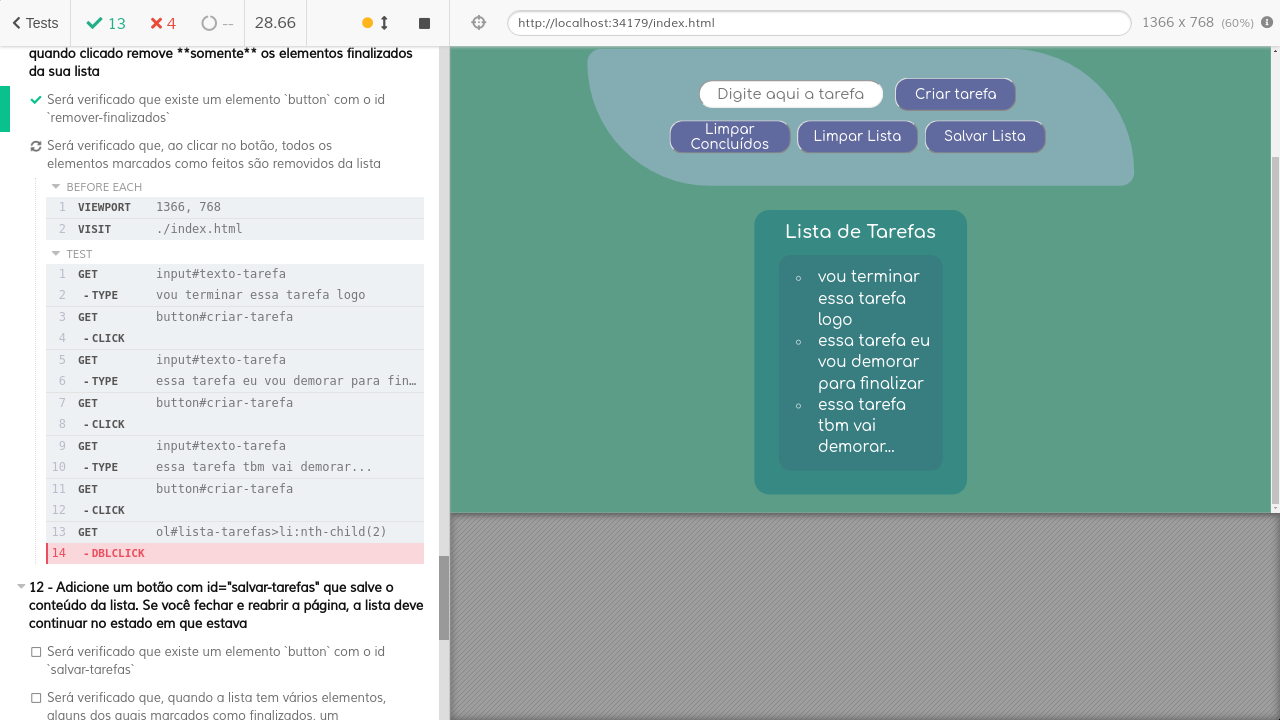 Tests
13
4
--
28.66
http://localhost:34179/index.html
1366 x 768 (60%)
quando clicado remove **somente** os elementos finalizados
da sua lista
Será verificado que existe um elemento `button` com o id
`remover-finalizados`
Será verificado que, ao clicar no botão, todos os
elementos marcados como feitos são removidos da lista
BEFORE EACH
1 VIEWPORT 1366, 768
2 VISIT ./index.html
TEST
1 GET input#texto-tarefa
2 -TYPE vou terminar essa tarefa logo
3 GET button#criar-tarefa
4 -CLICK
5 GET input#texto-tarefa
6 -TYPE essa tarefa eu vou demorar para fin…
7 GET button#criar-tarefa
8 -CLICK
9 GET input#texto-tarefa
10 -TYPE essa tarefa tbm vai demorar...
11 GET button#criar-tarefa
12 -CLICK
13 GET ol#lista-tarefas>li:nth-child(2)
14 -DBLCLICK
12 - Adicione um botão com id="salvar-tarefas" que salve o
conteúdo da lista. Se você fechar e reabrir a página, a lista deve
continuar no estado em que estava
Será verificado que existe um elemento `button` com o id
`salvar-tarefas`
Será verificado que, quando a lista tem vários elementos,
alguns dos quais marcados como finalizados, um
Digite aqui a tarefa
Criar tarefa
Limpar
Concluídos
Limpar Lista
Salvar Lista
Lista de Tarefas
vou terminar
essa tarefa
logo
essa tarefa eu
vou demorar
para finalizar
essa tarefa
tbm vai
demorar...